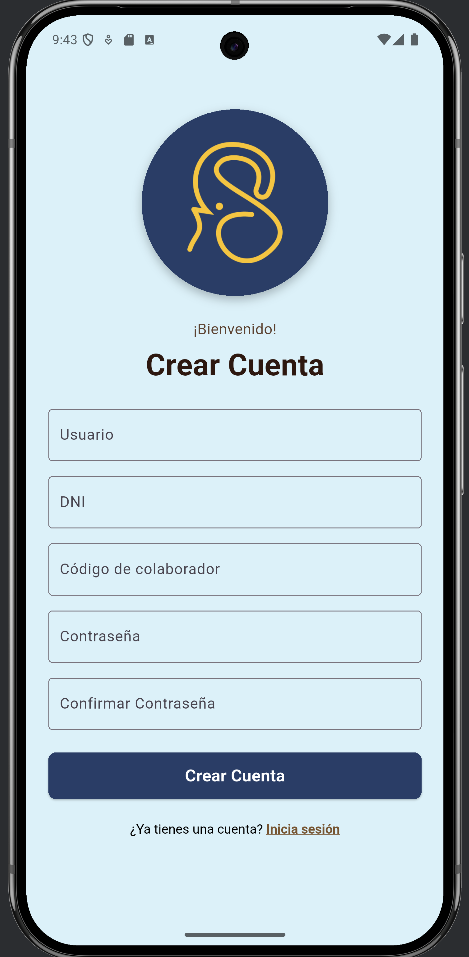 9:43
¡Bienvenido!
Crear Cuenta
Usuario
DNI
Código de colaborador
Contraseña
Confirmar Contraseña
Crear Cuenta
¿Ya tienes una cuenta? Inicia sesión